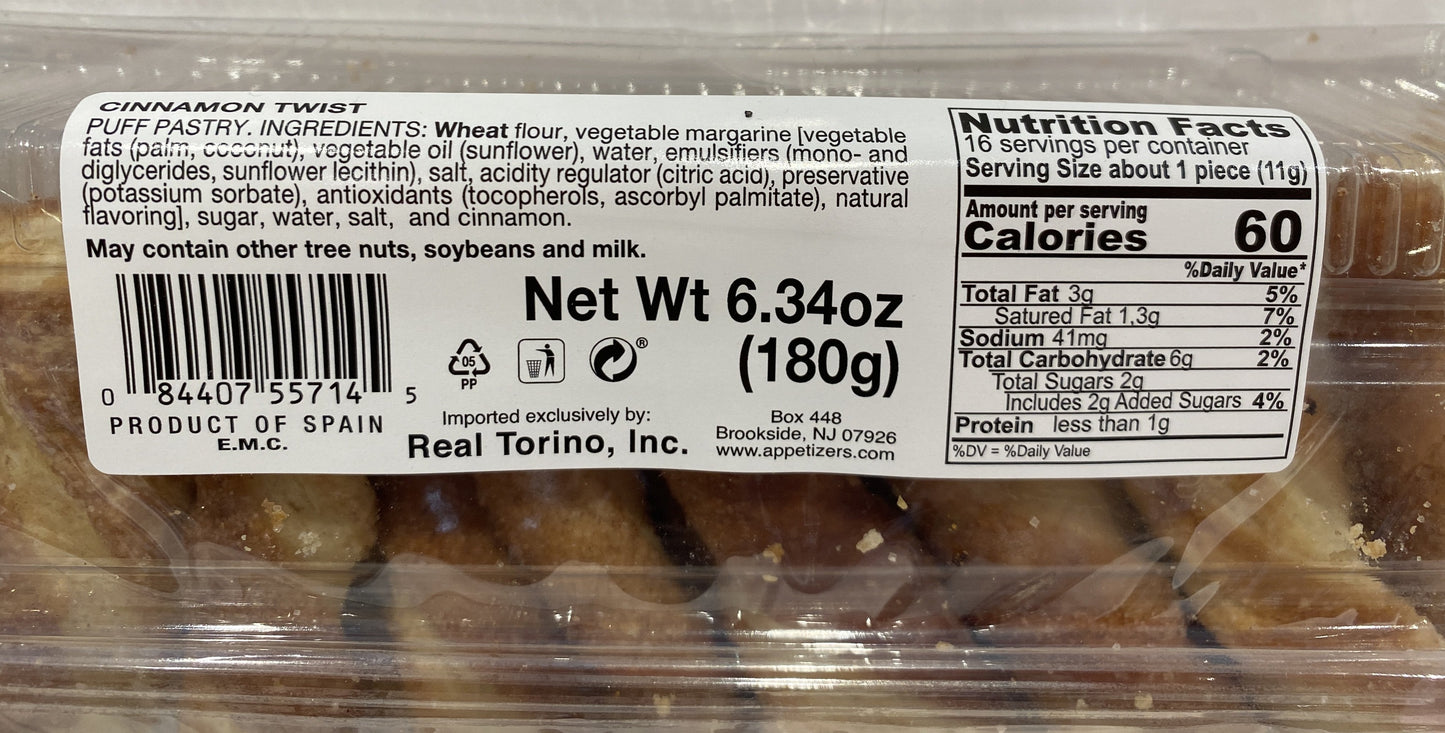 CINNAMON TWIST
PUFF PASTRY. INGREDIENTS: Wheat flour, vegetable margarine [vegetable
fats (palm, coconut), vegetable oil (sunflower), water, emulsifiers (mono- and
diglycerides, sunflower lecithin), salt, acidity regulator (citric acid), preservative
(potassium sorbate), antioxidants (tocopherols, ascorbyl palmitate), natural
flavoring], sugar, water, salt, and cinnamon.
May contain other tree nuts, soybeans and milk.
0 84407 55714 5
PRODUCT OF SPAIN
E.M.C.
Net Wt 6.34oz
(180g)
05
PP
®
Imported exclusively by:
Real Torino, Inc.
Box 448
Brookside, NJ 07926
www.appetizers.com
Nutrition Facts
16 servings per container
Serving Size about 1 piece (11g)
Amount per serving
Calories 60
%Daily Value*
Total Fat 3g 5%
Satured Fat 1,3g 7%
Sodium 41mg 2%
Total Carbohydrate 6g 2%
Total Sugars 2g
Includes 2g Added Sugars 4%
Protein less than 1g
%DV = %Daily Value